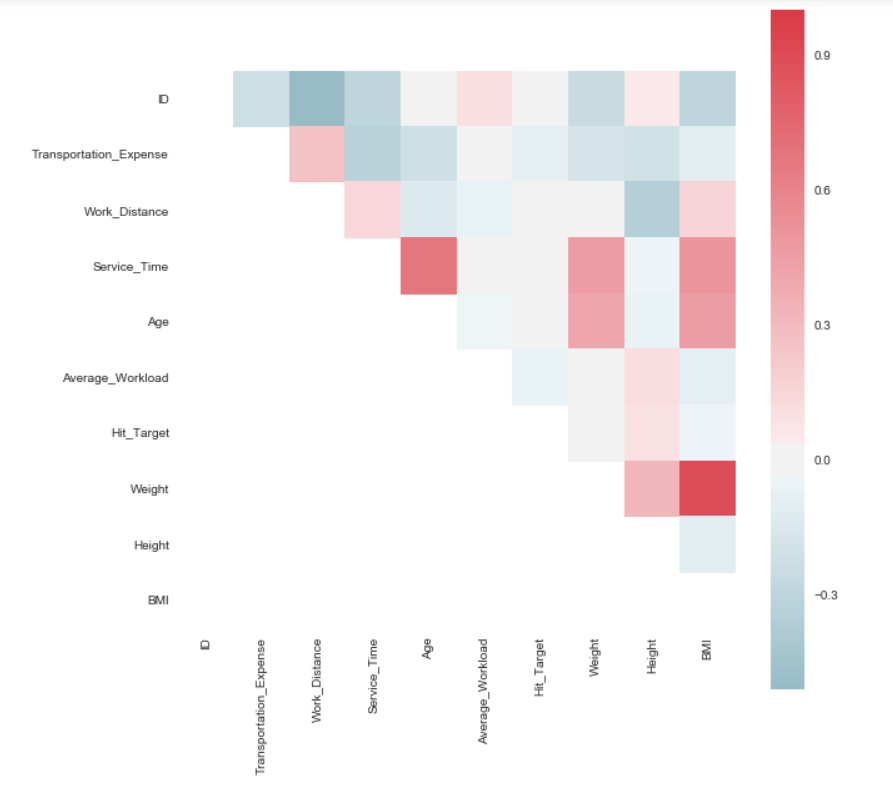 0.9
ID
Transportation_Expense
0.6
Work_Distance
Service_Time
Age
0.3
Average_Workload
Hit_Target
0.0
Weight
Height
−0.3
BMI
ID
Transportation_Expense
Work_Distance
Service_Time
Age
Average_Workload
Hit_Target
Weight
Height
BMI